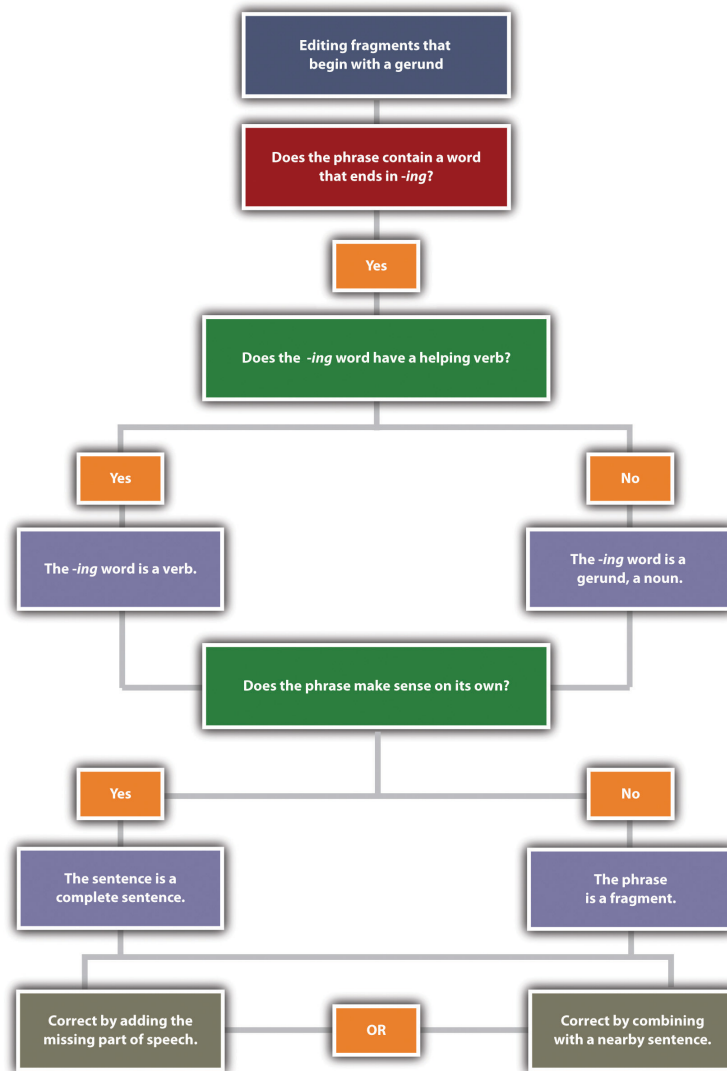 Editing fragments that
begin with a gerund
Does the phrase contain a word
that ends in -ing?
Yes
Does the -ing word have a helping verb?
Yes
No
The -ing word is a verb.
The -ing word is a
gerund, a noun.
Does the phrase make sense on its own?
Yes
No
The sentence is a
complete sentence.
The phrase
is a fragment.
Correct by adding the
missing part of speech.
OR
Correct by combining
with a nearby sentence.